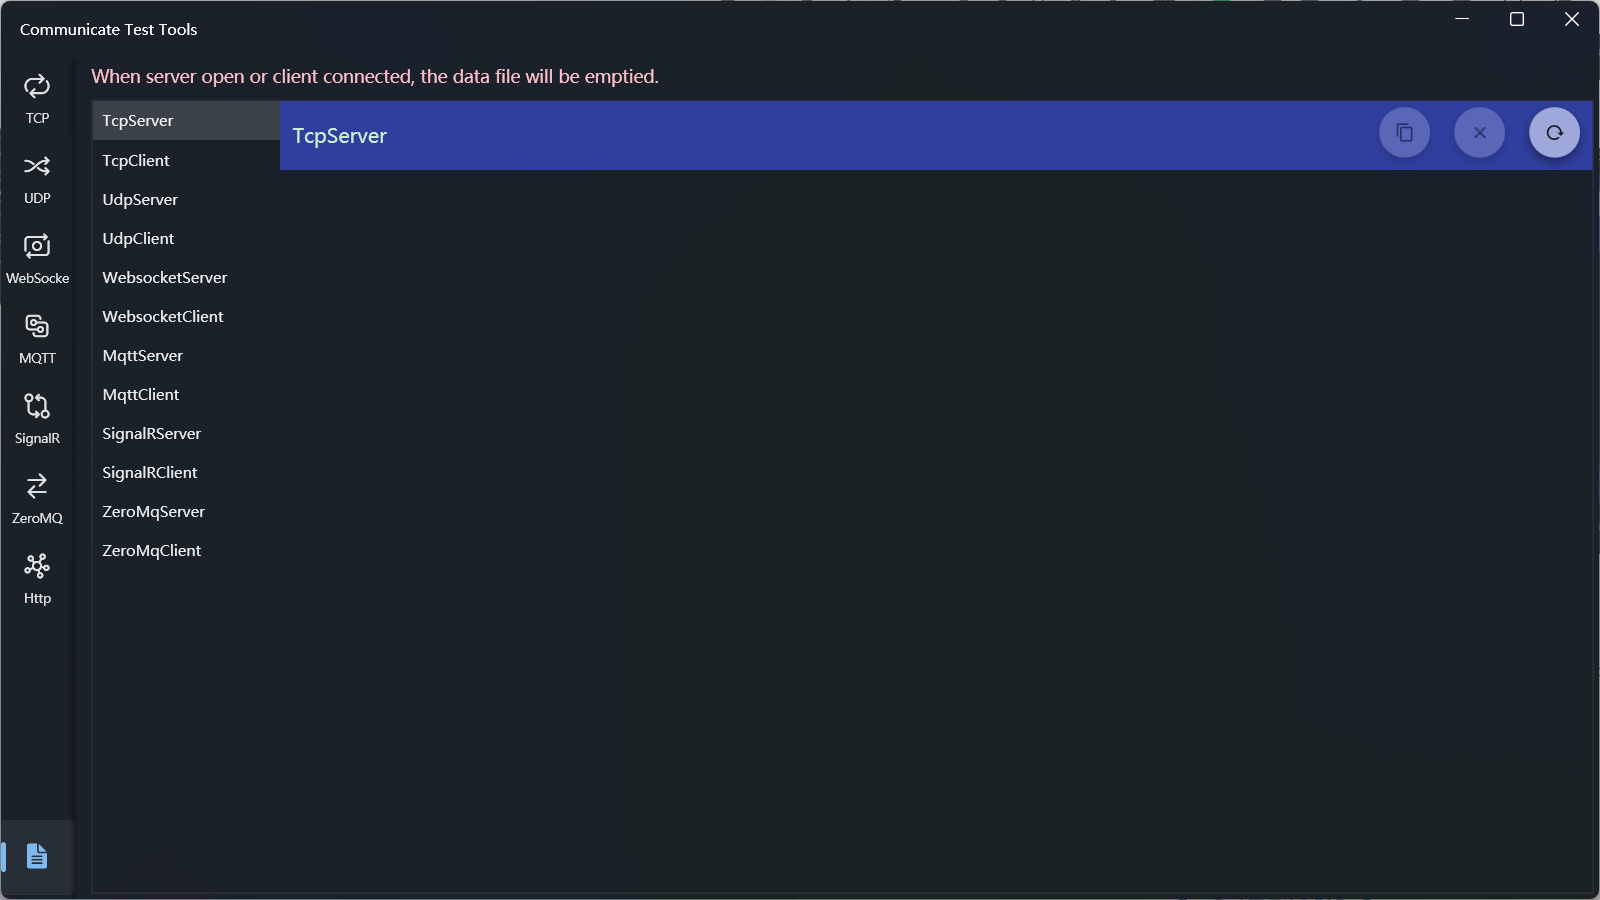 Communicate Test Tools
TCP
UDP
WebSocke
MQTT
SignalR
ZeroMQ
Http
When server open or client connected, the data file will be emptied.
TcpServer
TcpClient
UdpServer
UdpClient
WebsocketServer
WebsocketClient
MqttServer
MqttClient
SignalRServer
SignalRClient
ZeroMqServer
ZeroMqClient
TcpServer